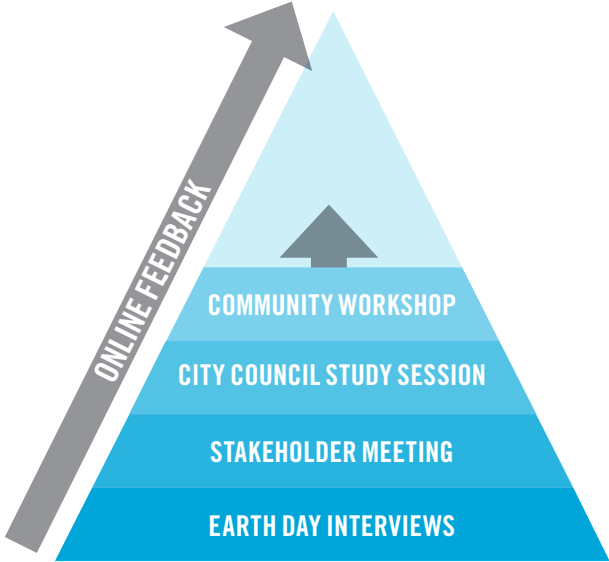 ONLINE FEEDBACK
COMMUNITY WORKSHOP
CITY COUNCIL STUDY SESSION
STAKEHOLDER MEETING
EARTH DAY INTERVIEWS